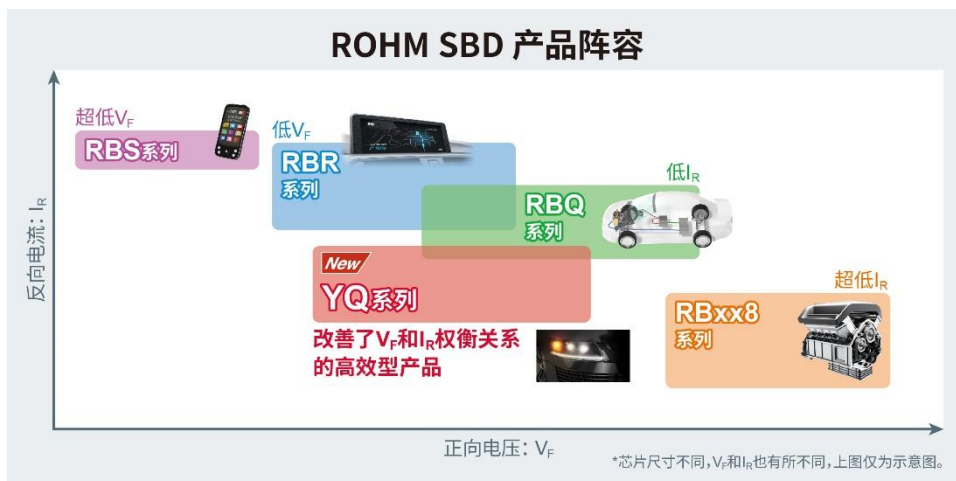 ROHM SBD 产品阵容
超低VF
RBS系列
低VF
RBR
系列
低IR
RBQ
系列
New
YQ系列
改善了VF和IR权衡关系
的高效型产品
超低IR
RBxx8
系列
反向电流：IR
正向电压：VF
*芯片尺寸不同，VF和IR也有所不同，上图仅为示意图。